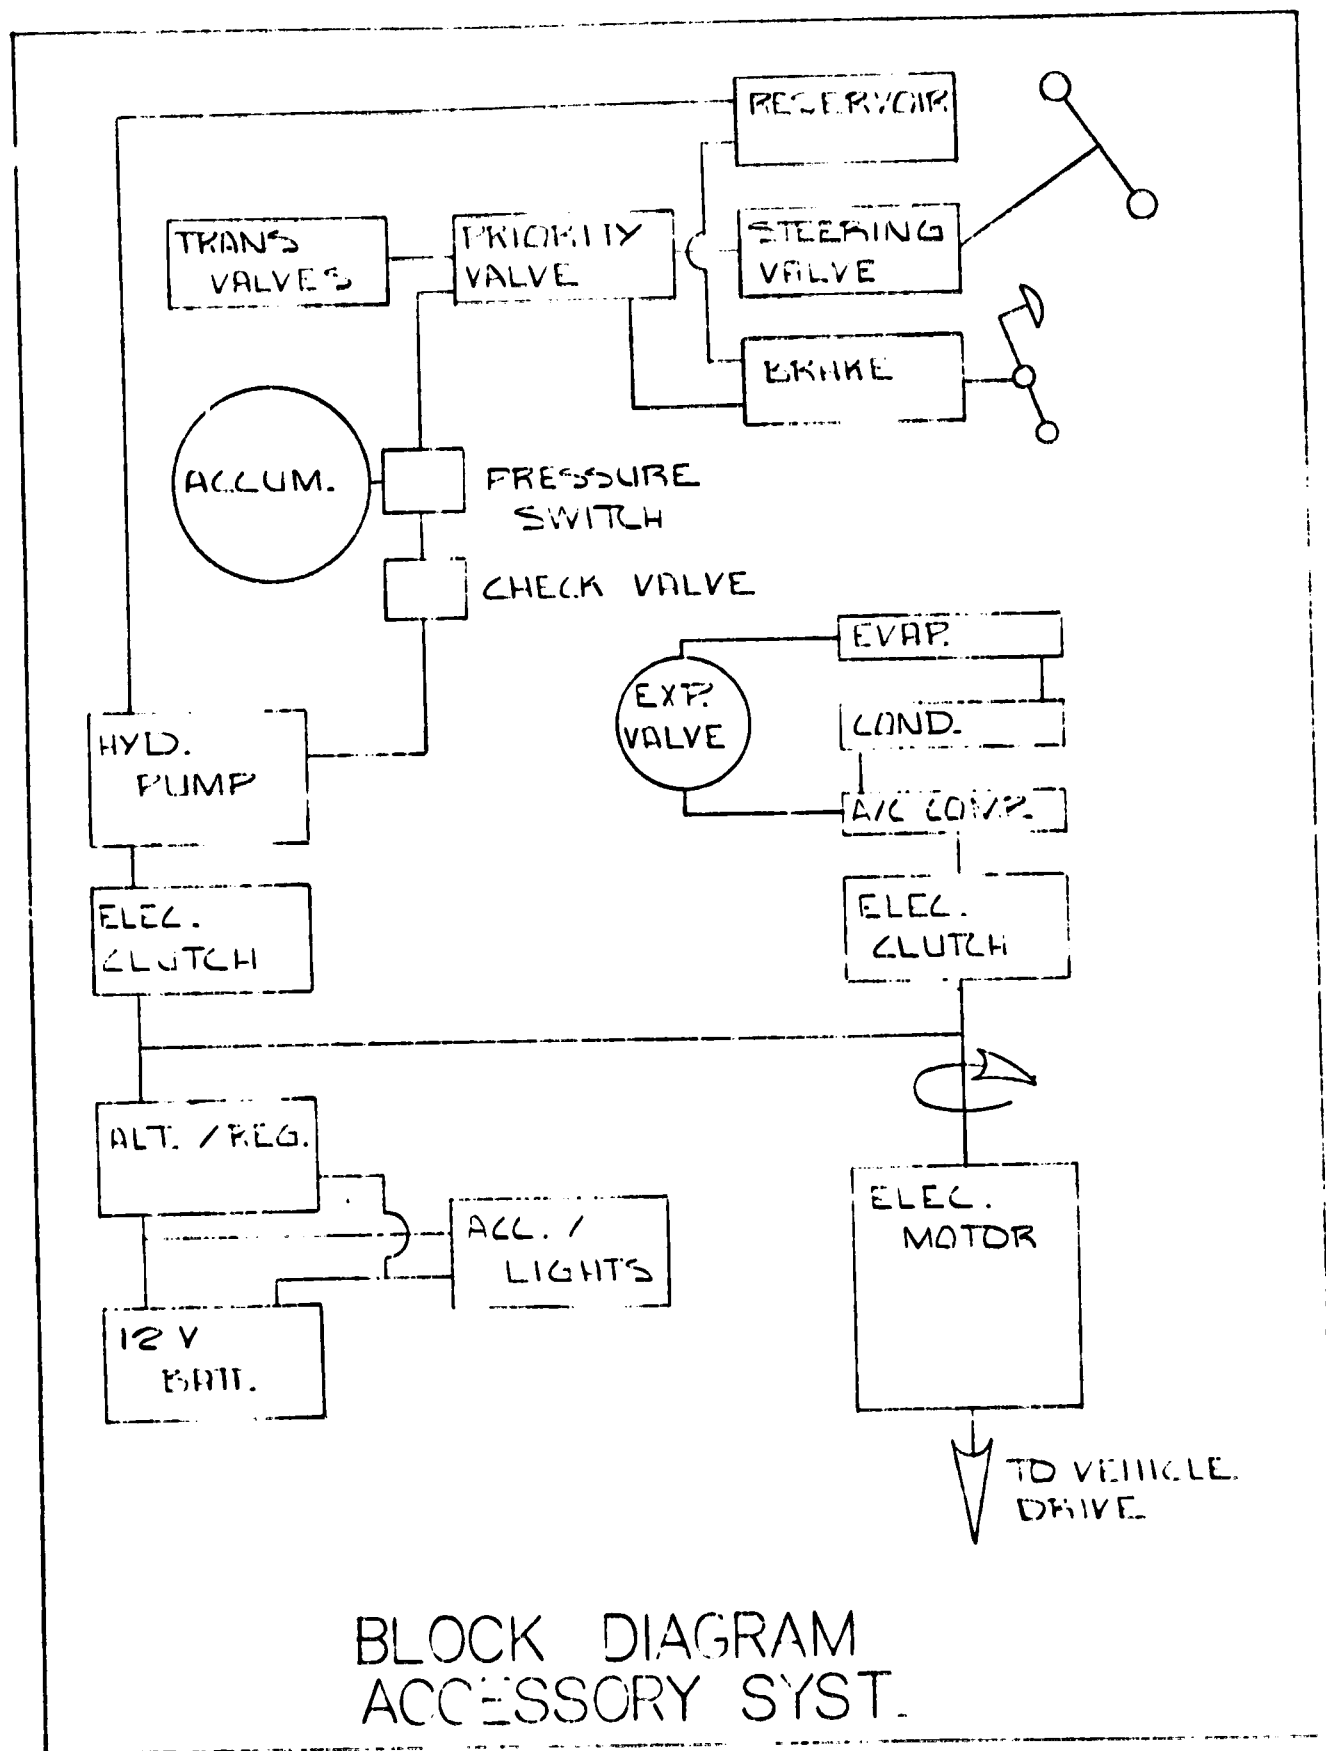 RESERVOIR
TRANS
VALVES
PRIORITY
VALVE
STEERING
VALVE
BRAKE
ACCUM.
PRESSURE
SWITCH
CHECK VALVE
EVAP.
EXP.
VALVE
COND.
HYD.
PUMP
A/C COMP.
ELEC.
CLUTCH
ELEC.
CLUTCH
ALT. / REG.
ELEC.
MOTOR
ACC. /
LIGHTS
12 V
BATT.
TO VEHICLE
DRIVE
BLOCK DIAGRAM
ACCESSORY SYST.